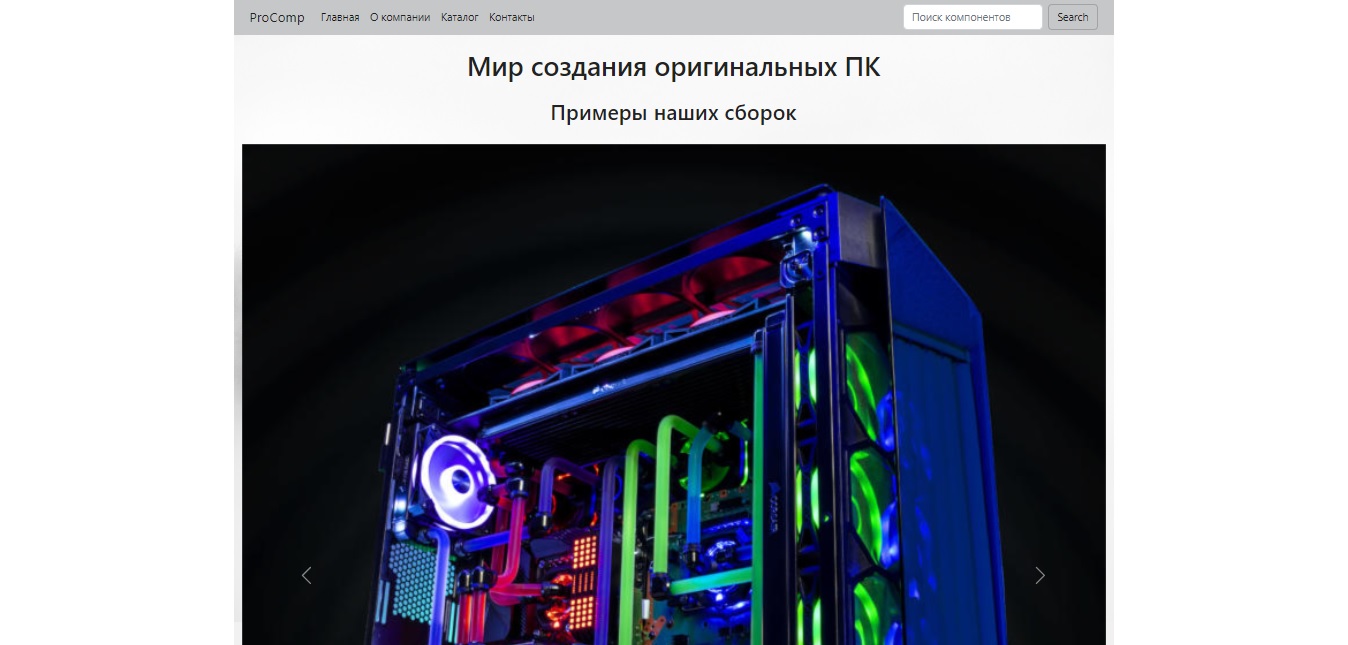 ProComp Главная О компании Каталог Контакты Поиск компонентов Search
Мир создания оригинальных ПК
Примеры наших сборок